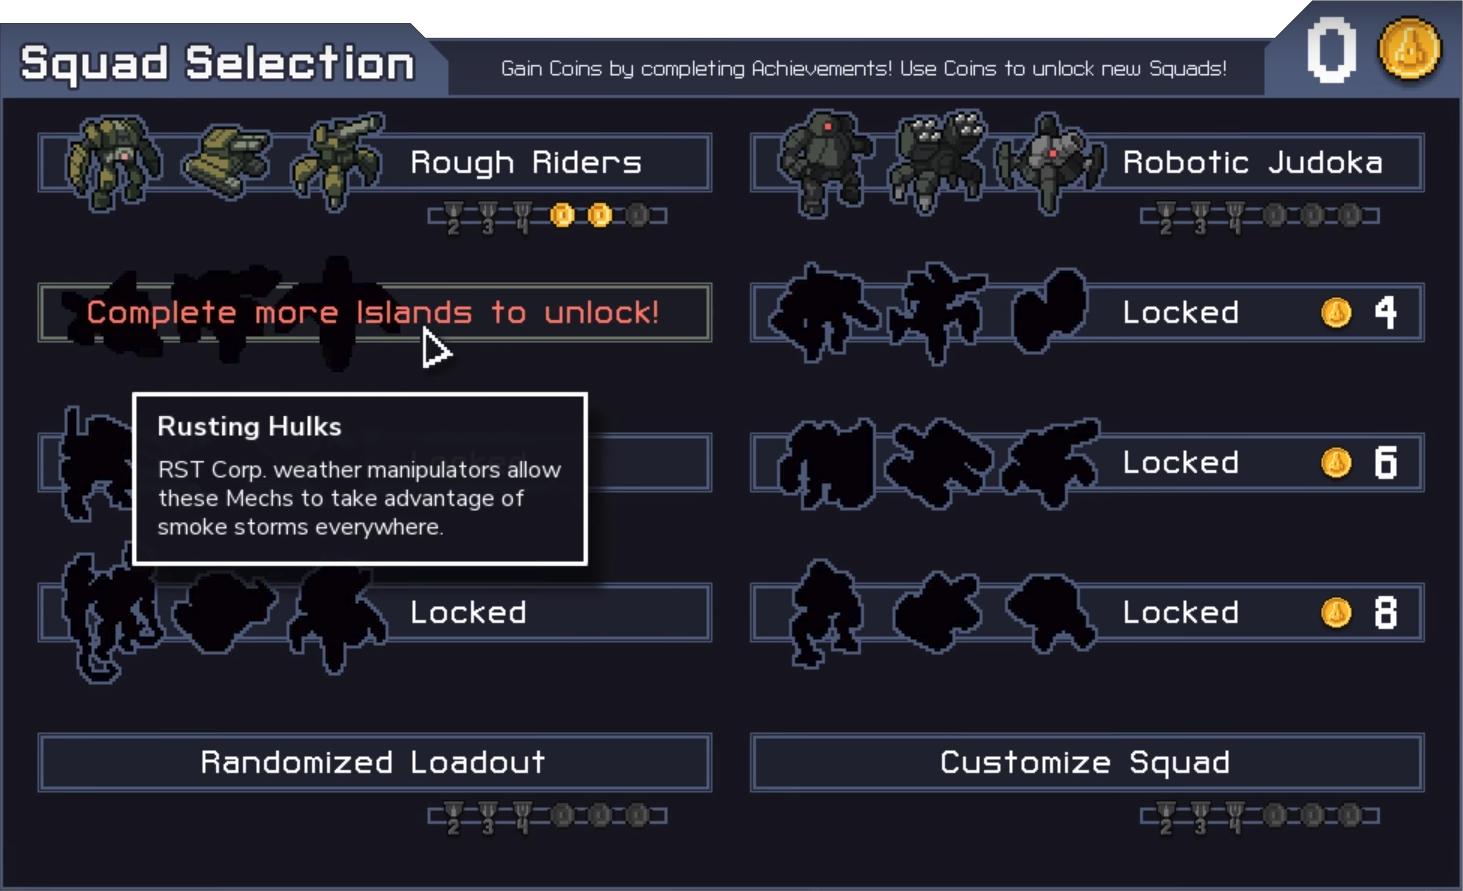 Squad Selection
Gain Coins by completing Achievements! Use Coins to unlock new Squads!
0
Rough Riders
2 3 4
Robotic Judoka
2 3 4
Complete more Islands to unlock!
Locked 4
Rusting Hulks
RST Corp. weather manipulators allow
these Mechs to take advantage of
smoke storms everywhere.
Locked
Locked 6
Locked
Locked 8
Randomized Loadout
2 3 4
Customize Squad
2 3 4